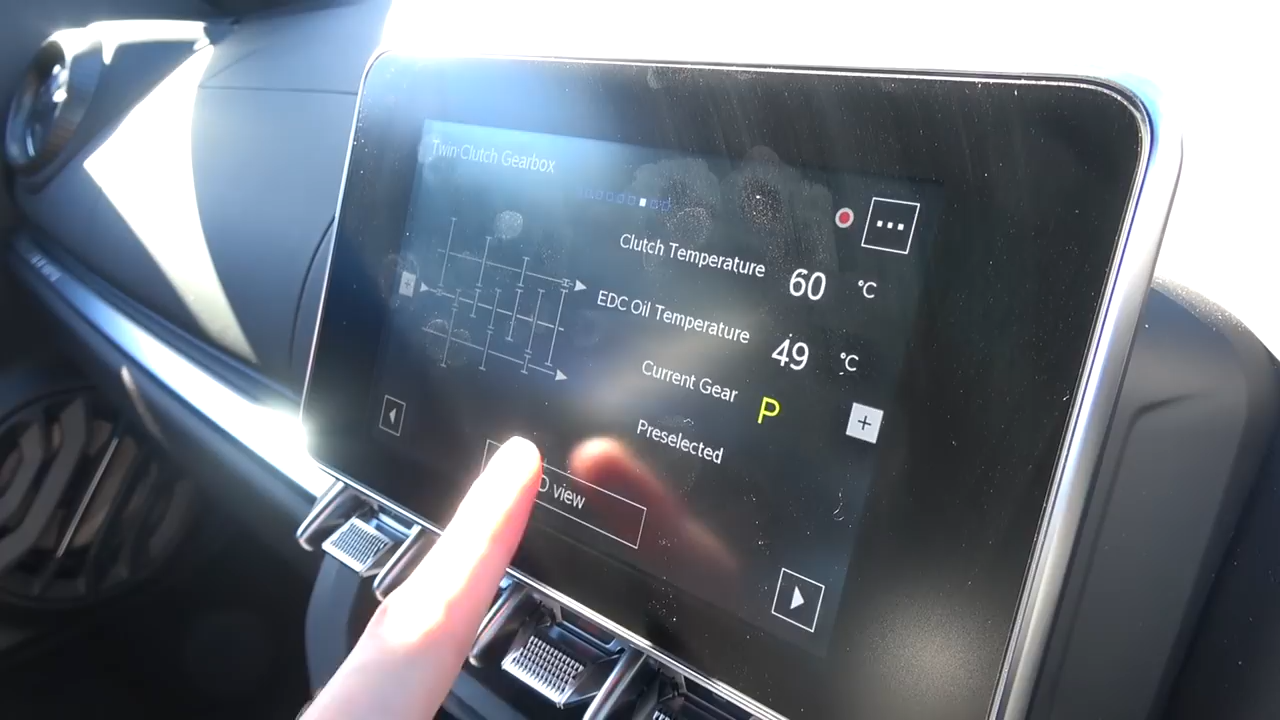 Twin-Clutch Gearbox
Clutch Temperature 60 °C
EDC Oil Temperature 49 °C
Current Gear P
Preselected
D view